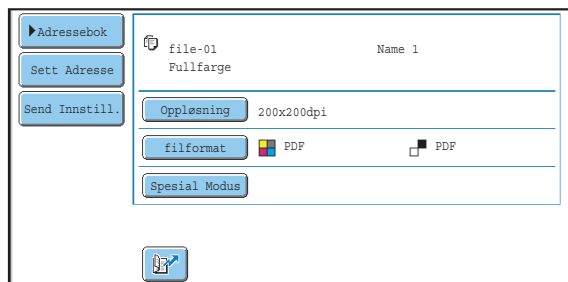 Adressebok
Sett Adresse
Send Innstill.
file-01 Name 1
Fullfarge
Oppløsning 200x200dpi
filformat PDF PDF
Spesial Modus